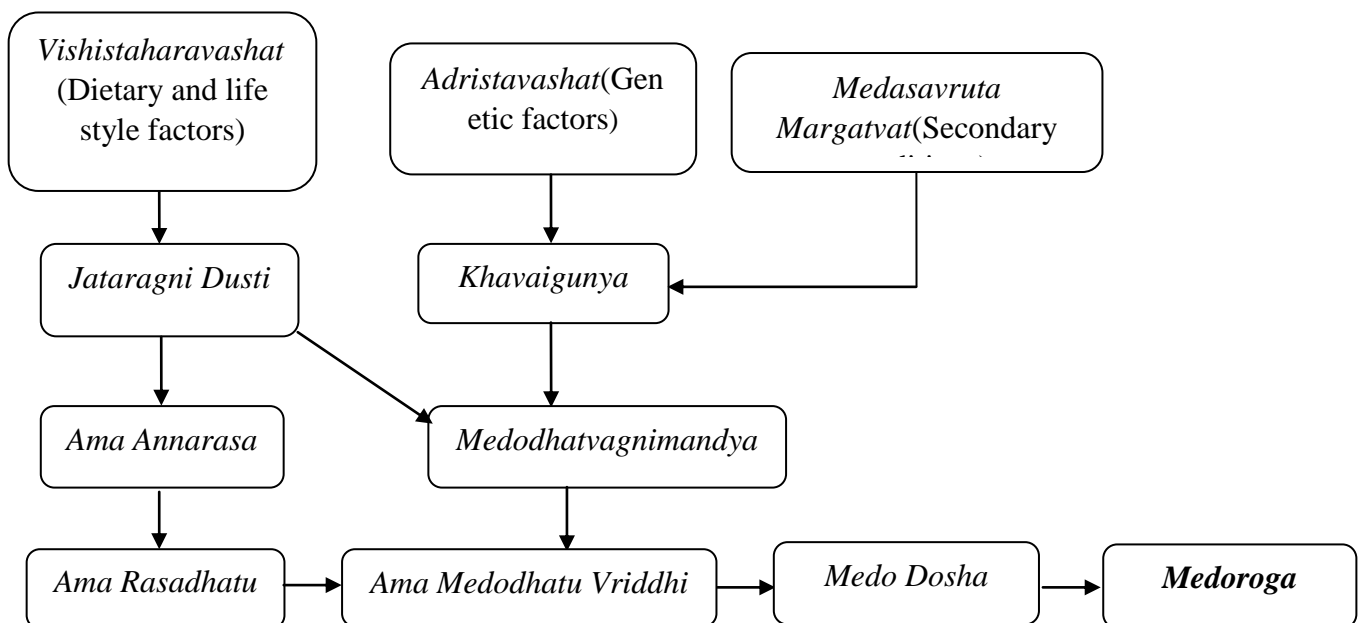 Vishistaharavashat
(Dietary and life
style factors)
Adristavashat(Gen
etic factors)
Medasavruta
Margatvat(Secondary
Jataragni Dusti
Khavaigunya
Ama Annarasa
Medodhatvagnimandya
Ama Rasadhatu
Ama Medodhatu Vriddhi
Medo Dosha
Medoroga